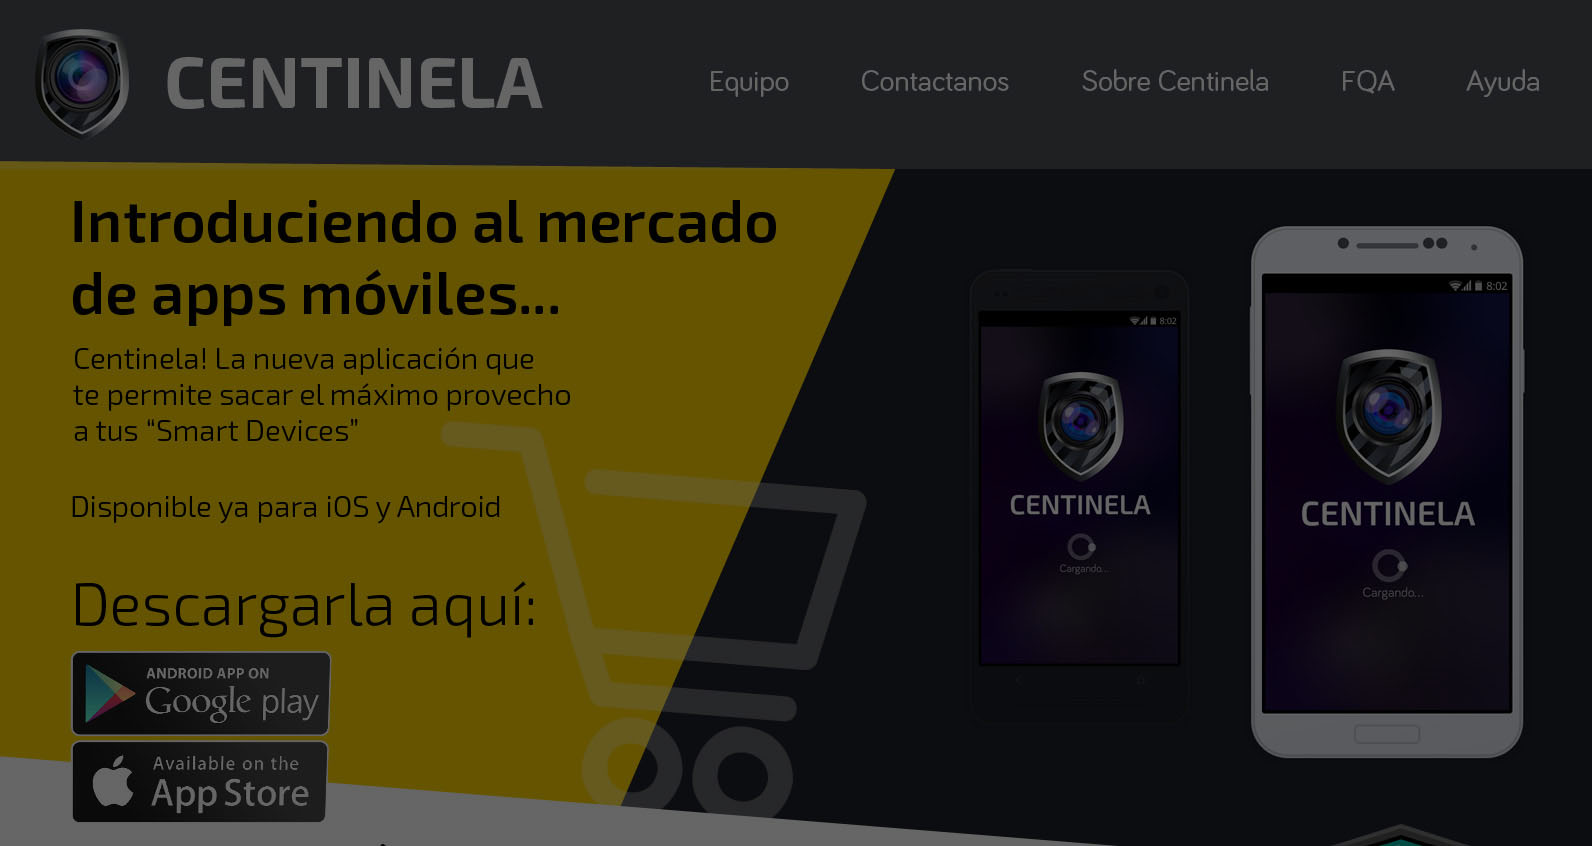 CENTINELA
Equipo
Contactanos
Sobre Centinela
FQA
Ayuda
Introduciendo al mercado
de apps móviles...
Centinela! La nueva aplicación que
te permite sacar el máximo provecho
a tus “Smart Devices”
Disponible ya para iOS y Android
Descargarla aquí:
ANDROID APP ON
Google play
Available on the
App Store
8:02
CENTINELA
Cargando...
8:02
CENTINELA
Cargando...